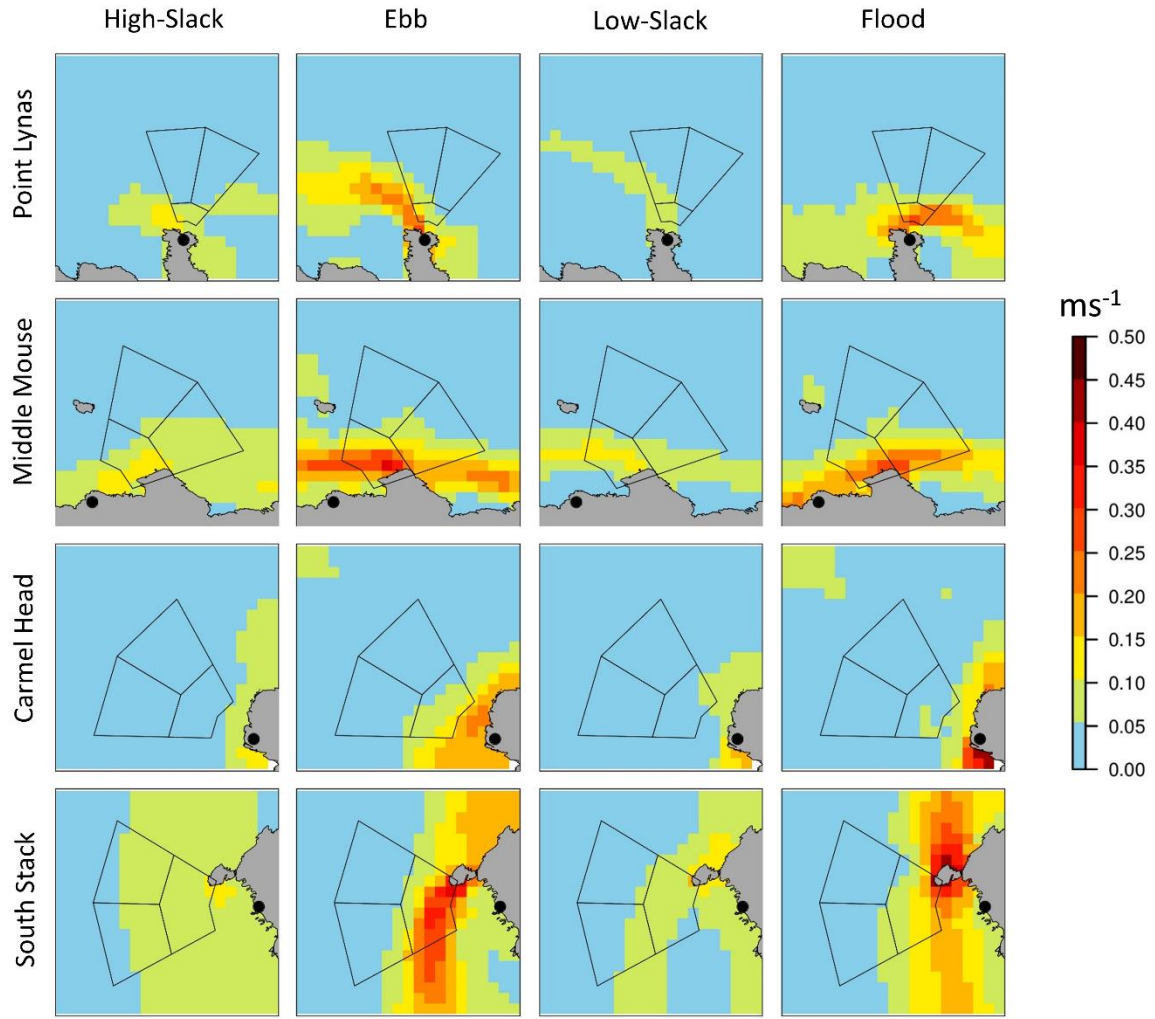 High-Slack Ebb Low-Slack Flood
Point Lynas
Middle Mouse
Carmel Head
South Stack
ms⁻¹
0.50
0.45
0.40
0.35
0.30
0.25
0.20
0.15
0.10
0.05
0.00